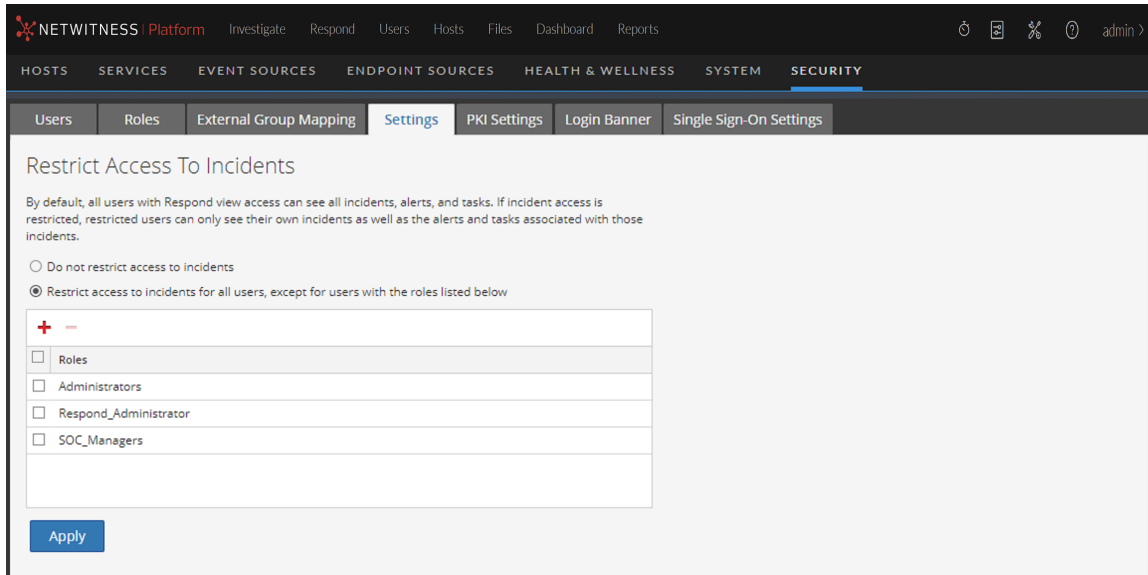 NETWITNESS | Platform Investigate Respond Users Hosts Files Dashboard Reports admin >
HOSTS SERVICES EVENT SOURCES ENDPOINT SOURCES HEALTH & WELLNESS SYSTEM SECURITY
Users Roles External Group Mapping Settings PKI Settings Login Banner Single Sign-On Settings
Restrict Access To Incidents
By default, all users with Respond view access can see all incidents, alerts, and tasks. If incident access is
restricted, restricted users can only see their own incidents as well as the alerts and tasks associated with those
incidents.
Do not restrict access to incidents
Restrict access to incidents for all users, except for users with the roles listed below
Roles
Administrators
Respond_Administrator
SOC_Managers
Apply